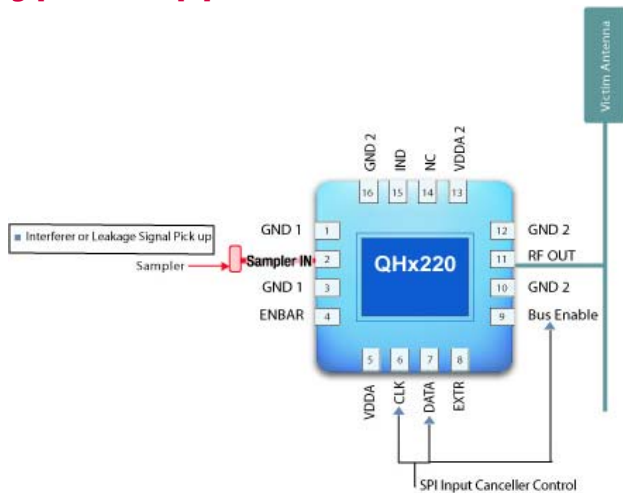 Victim Antenna
GND 2
IND
NC
VDDA 2
16
15
14
13
GND 1
1
12
GND 2
Interferer or Leakage Signal Pick up
Sampler
Sampler IN
2
QHx220
11
RF OUT
GND 1
3
10
GND 2
ENBAR
4
9
Bus Enable
5
6
7
8
VDDA
CLK
DATA
EXTR
SPI Input Canceller Control